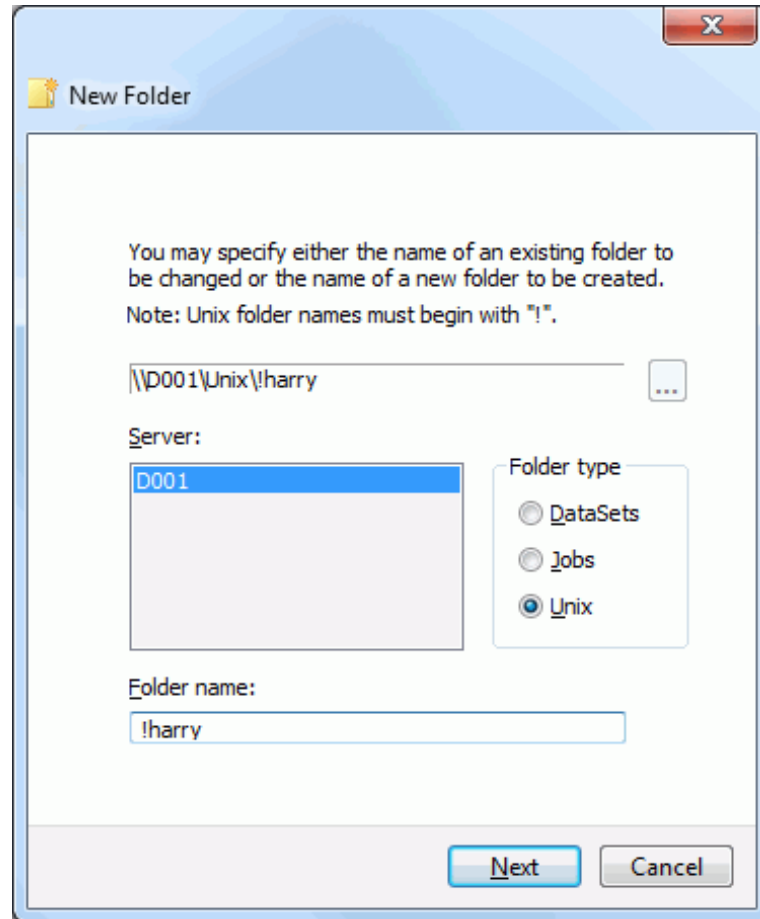 New Folder
You may specify either the name of an existing folder to
be changed or the name of a new folder to be created.
Note: Unix folder names must begin with "!".
\\D001\Unix\!harry
...
Server:
Folder type
D001
DataSets
Jobs
Unix
Folder name:
!harry
Next
Cancel